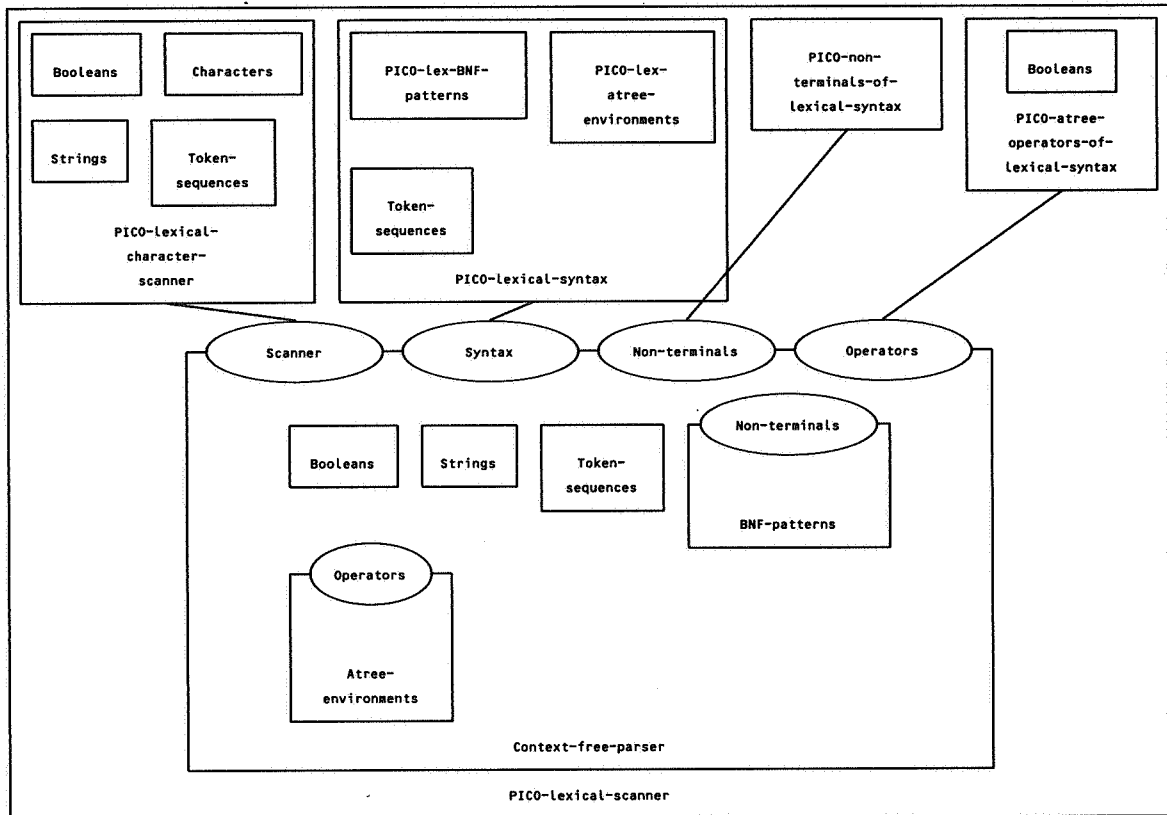 Booleans
Characters
Strings
Token-
sequences
PICO-lexical-
character-
scanner
PICO-lex-BNF-
patterns
PICO-lex-
atree-
environments
Token-
sequences
PICO-lexical-syntax
PICO-non-
terminals-of-
lexical-syntax
Booleans
PICO-atree-
operators-of-
lexical-syntax
Scanner
Syntax
Non-terminals
Operators
Booleans
Strings
Token-
sequences
Non-terminals
BNF-patterns
Operators
Atree-
environments
Context-free-parser
PICO-lexical-scanner